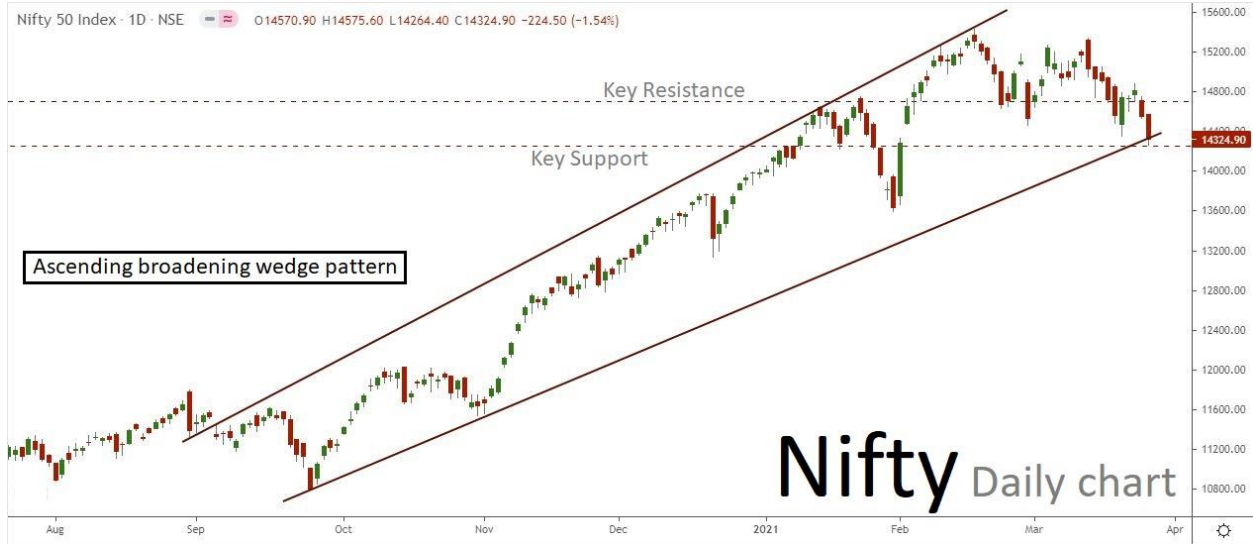 Nifty 50 Index · 1D · NSE O14570.90 H14575.60 L14264.40 C14324.90 −224.50 (−1.54%)
15600.00
15200.00
Key Resistance
14800.00
14400.00
14324.90
Key Support
14000.00
13600.00
13200.00
Ascending broadening wedge pattern
12800.00
12400.00
12000.00
11600.00
11200.00
Nifty Daily chart
10800.00
Aug Sep Oct Nov Dec 2021 Feb Mar Apr